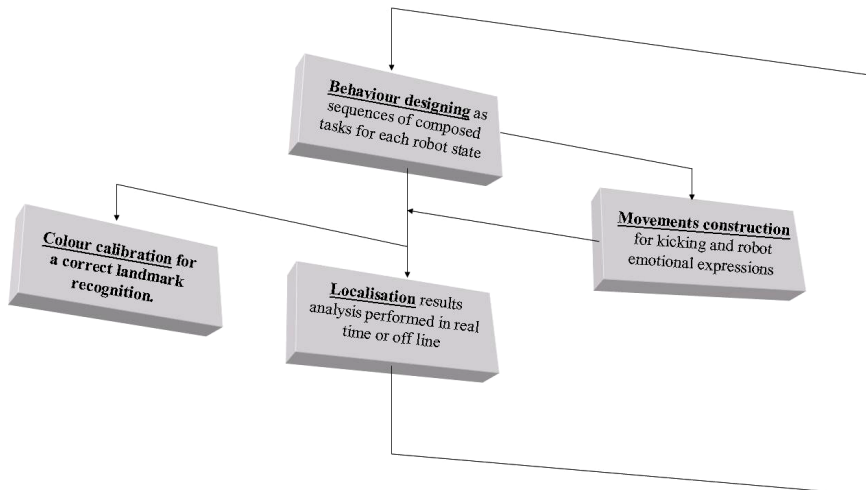 Behaviour designing as
sequences of composed
tasks for each robot state
Colour calibration for
a correct landmark
recognition.
Movements construction
for kicking and robot
emotional expressions
Localisation results
analysis performed in real
time or off line